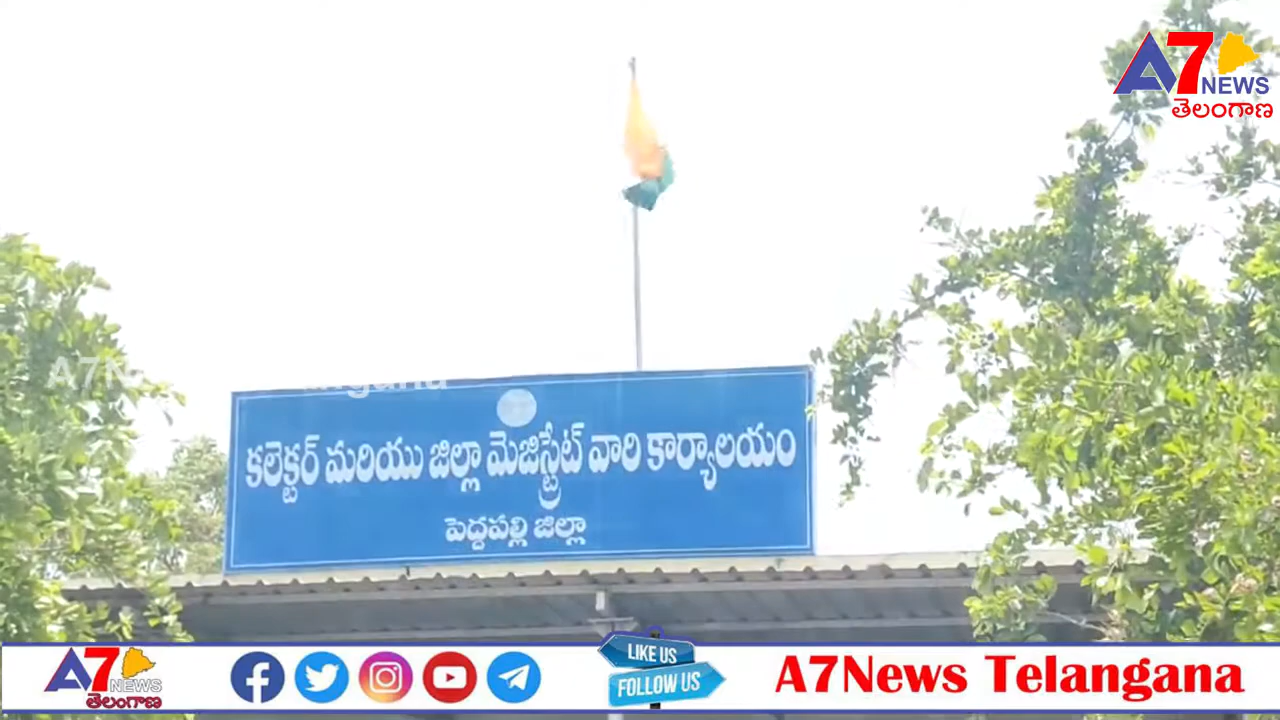 A7
NEWS
తెలంగాణ
కలెక్టర్ మరియు జిల్లా మెజిస్ట్రేట్ వారి కార్యాలయం
పెద్దపల్లి జిల్లా
A7
NEWS
తెలంగాణ
LIKE US
FOLLOW US
A7News Telangana